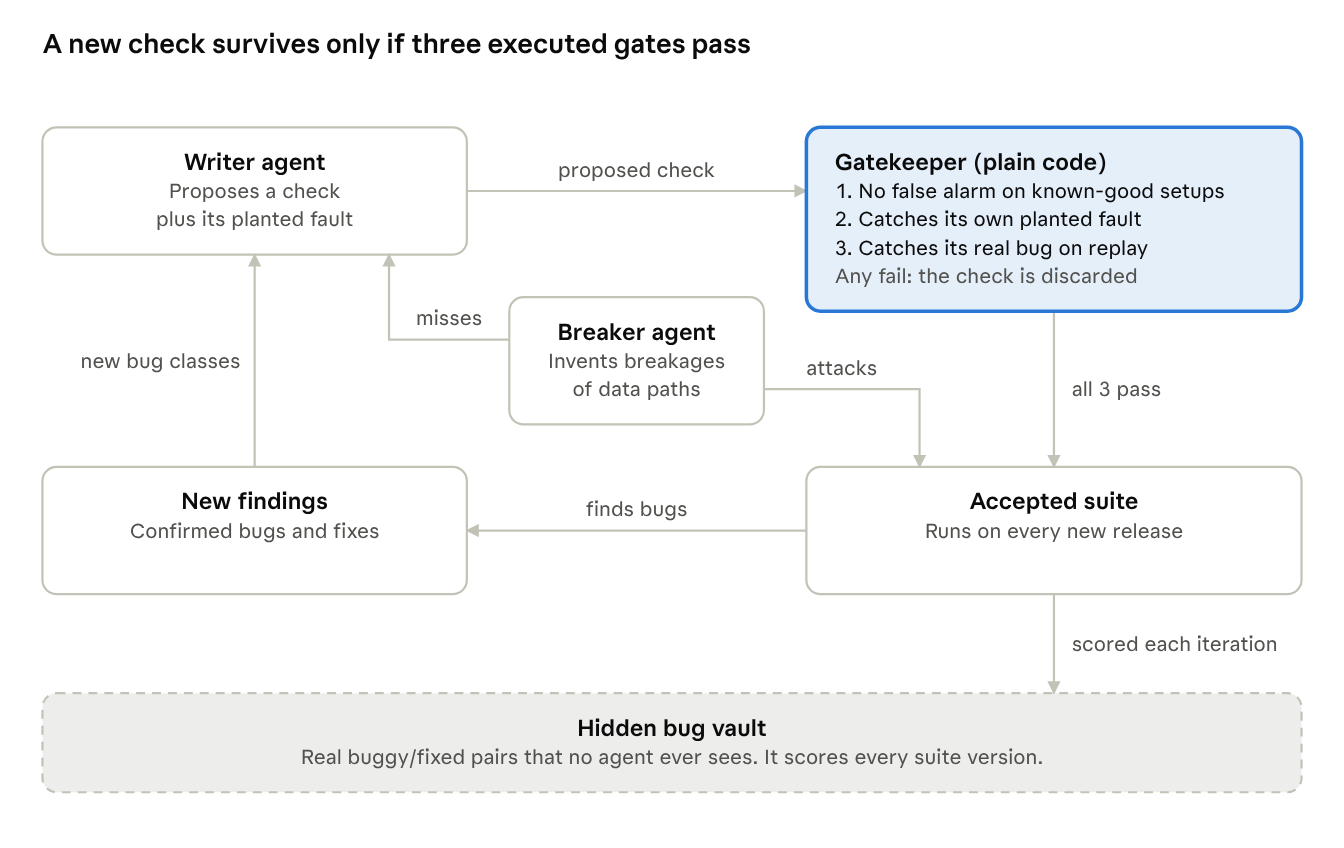 A new check survives only if three executed gates pass
Writer agent
Proposes a check
plus its planted fault
proposed check
Gatekeeper (plain code)
1. No false alarm on known-good setups
2. Catches its own planted fault
3. Catches its real bug on replay
Any fail: the check is discarded
misses
Breaker agent
Invents breakages
of data paths
new bug classes
attacks
all 3 pass
New findings
Confirmed bugs and fixes
finds bugs
Accepted suite
Runs on every new release
scored each iteration
Hidden bug vault
Real buggy/fixed pairs that no agent ever sees. It scores every suite version.